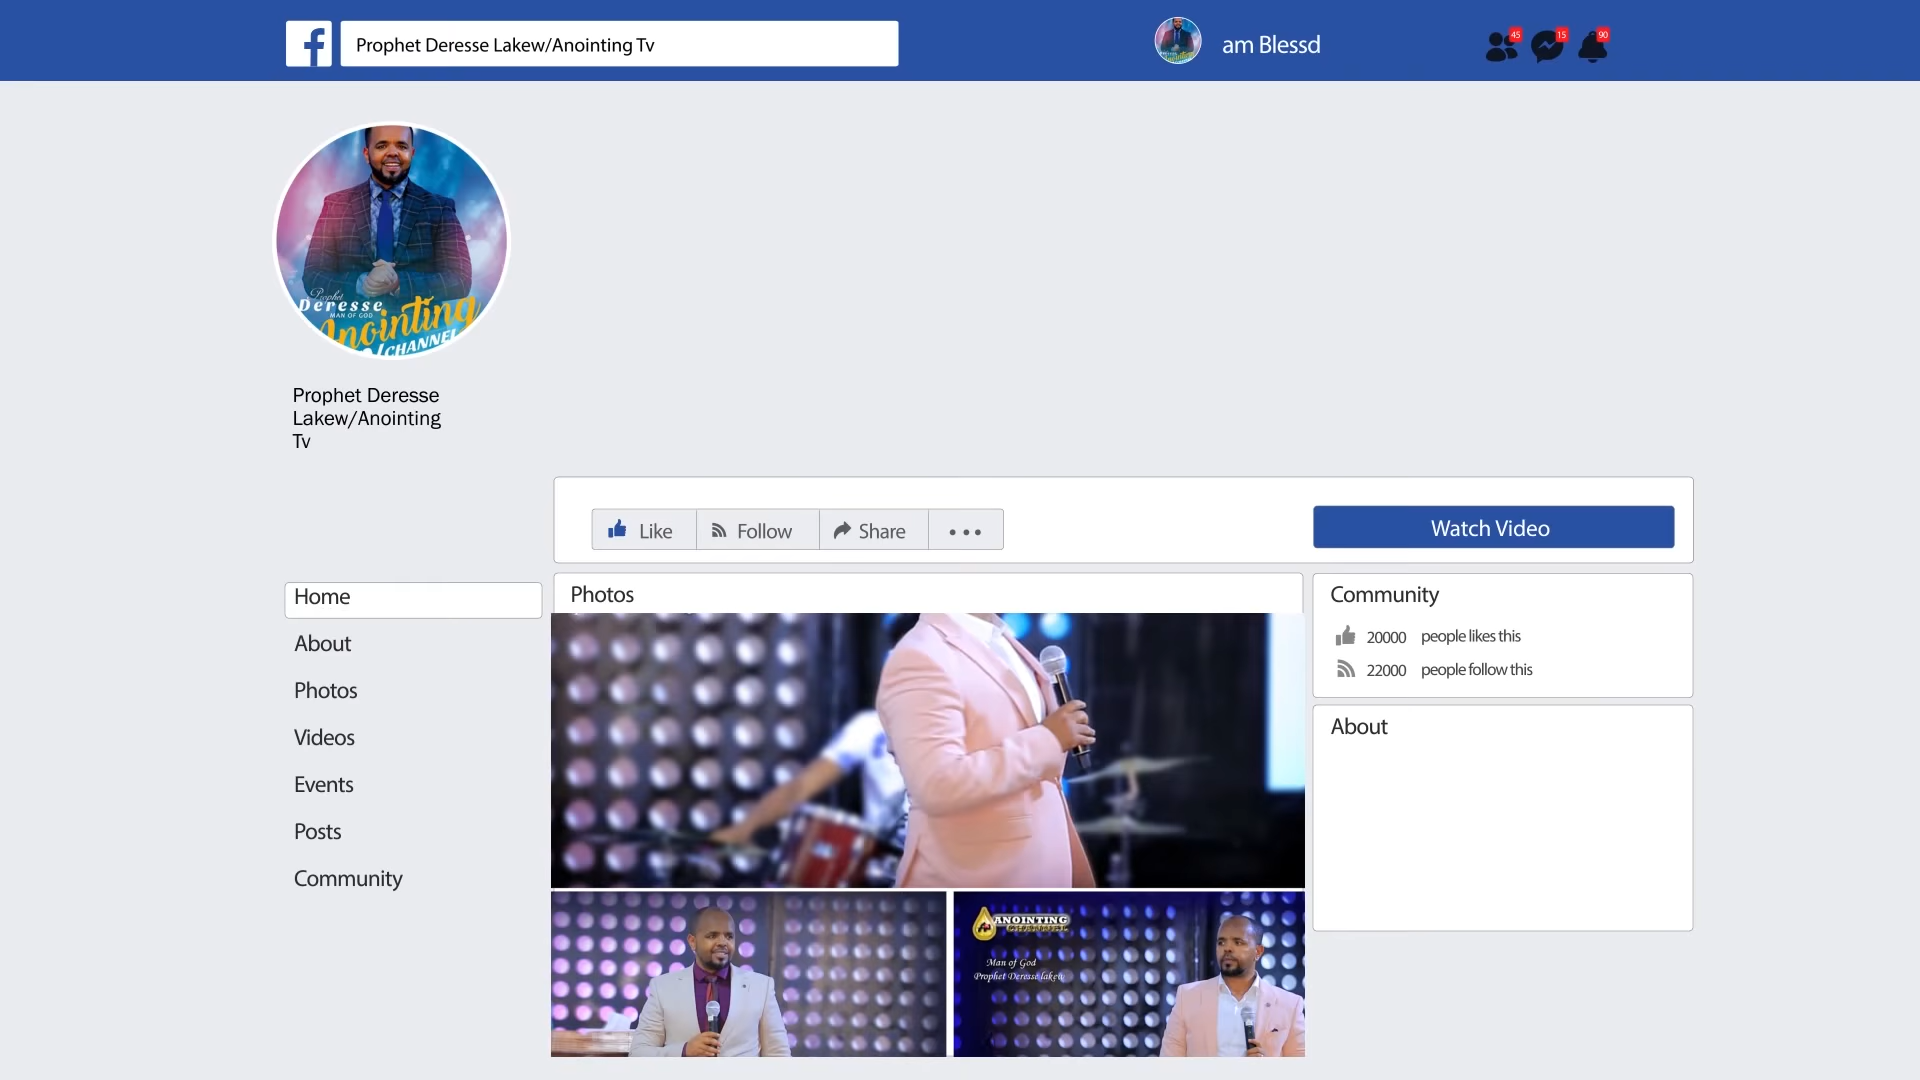 Prophet Deresse Lakew/Anointing Tv
am Blessd
45
15
90
Prophet
Deresse
MAN OF GOD
Anointing
CHANNEL
Prophet Deresse
Lakew/Anointing
Tv
Like
Follow
Share
Watch Video
Home
About
Photos
Videos
Events
Posts
Community
Photos
ANOINTING
CHANNEL
Man of God
Prophet Deresse lakew
Community
20000 people likes this
22000 people follow this
About